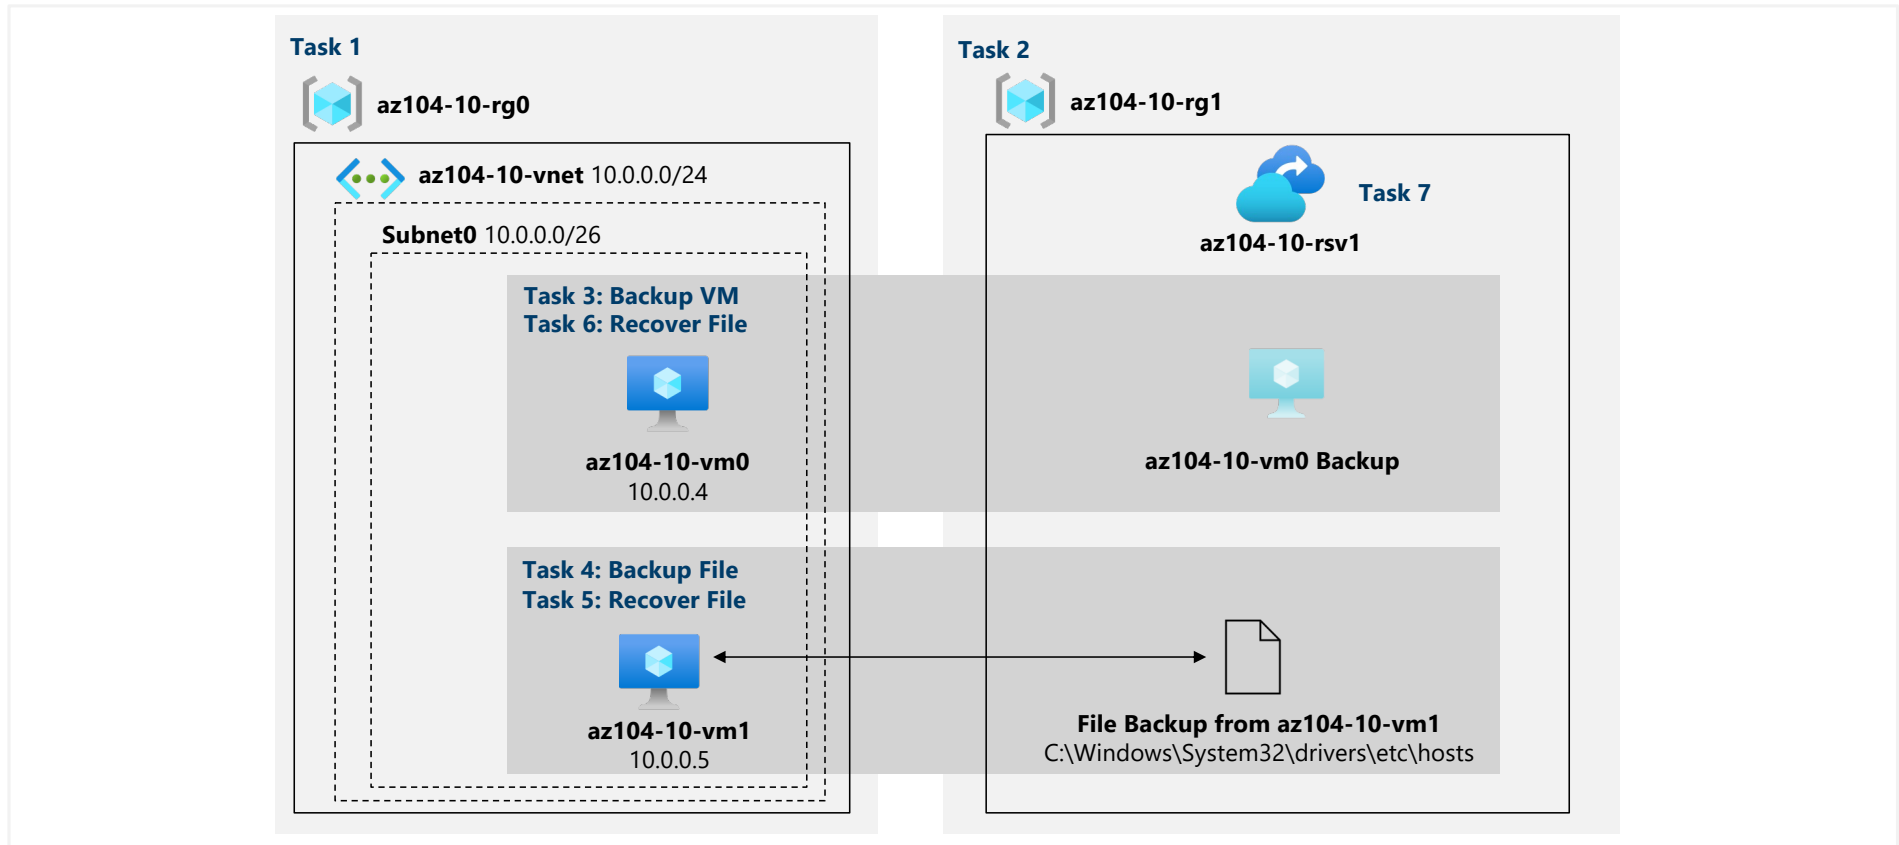 Task 1
az104-10-rg0
az104-10-vnet 10.0.0.0/24
Subnet0 10.0.0.0/26
Task 2
az104-10-rg1
Task 7
az104-10-rsv1
Task 3: Backup VM
Task 6: Recover File
az104-10-vm0
10.0.0.4
az104-10-vm0 Backup
Task 4: Backup File
Task 5: Recover File
az104-10-vm1
10.0.0.5
File Backup from az104-10-vm1
C:\Windows\System32\drivers\etc\hosts